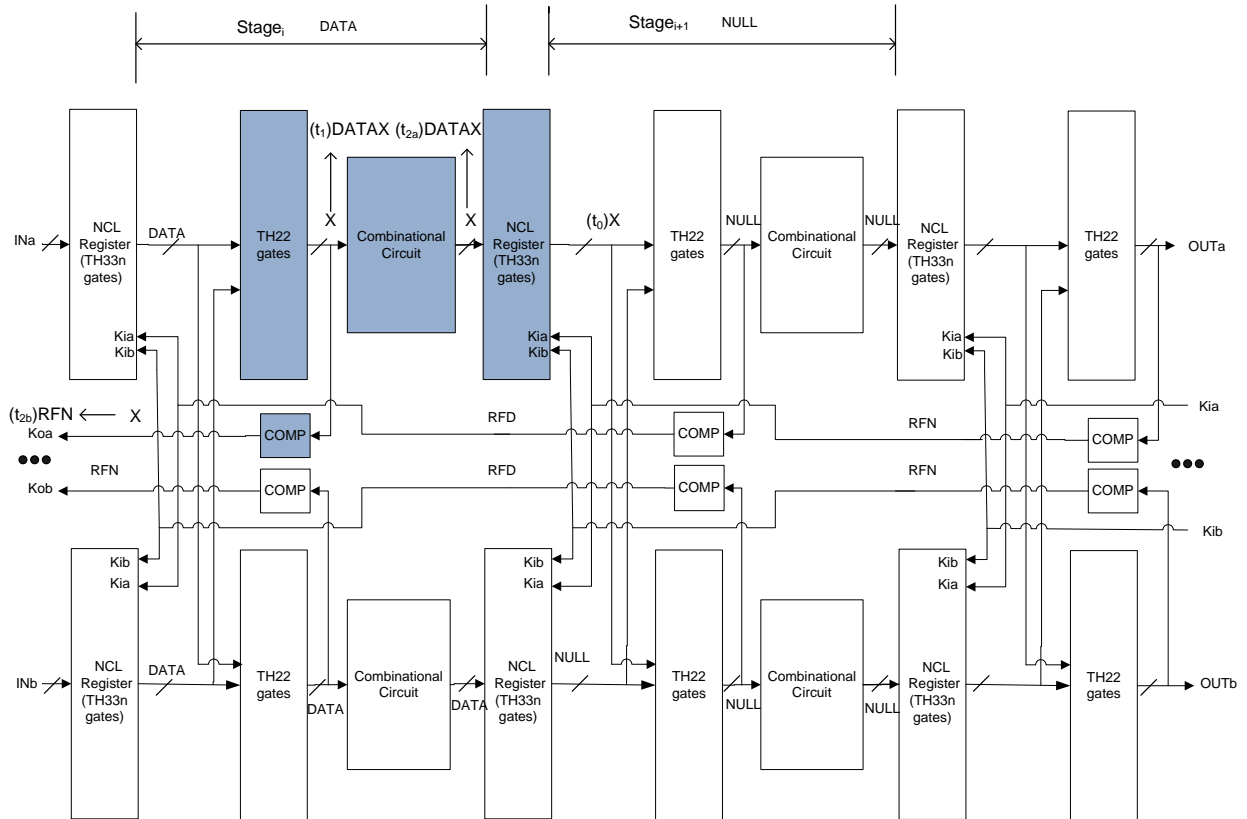 Stageᵢ DATA
Stageᵢ₊₁ NULL
(t₁)DATAX (t₂ₐ)DATAX
INa
NCL
Register
(TH33n
gates)
DATA
TH22
gates
X
Combinational
Circuit
X
NCL
Register
(TH33n
gates)
(t₀)X
TH22
gates
NULL
Combinational
Circuit
NULL
NCL
Register
(TH33n
gates)
TH22
gates
OUTa
Kia
Kib
Kia
Kib
Kia
Kib
(t₂b)RFN X
Koa
COMP
RFD
COMP
RFN
COMP
Kia
RFN
Kob
COMP
RFD
COMP
RFN
COMP
Kib
Kib
Kia
Kib
Kia
Kib
Kia
INb
NCL
Register
(TH33n
gates)
DATA
TH22
gates
DATA
Combinational
Circuit
DATA
NCL
Register
(TH33n
gates)
NULL
TH22
gates
NULL
Combinational
Circuit
NULL
NCL
Register
(TH33n
gates)
TH22
gates
OUTb